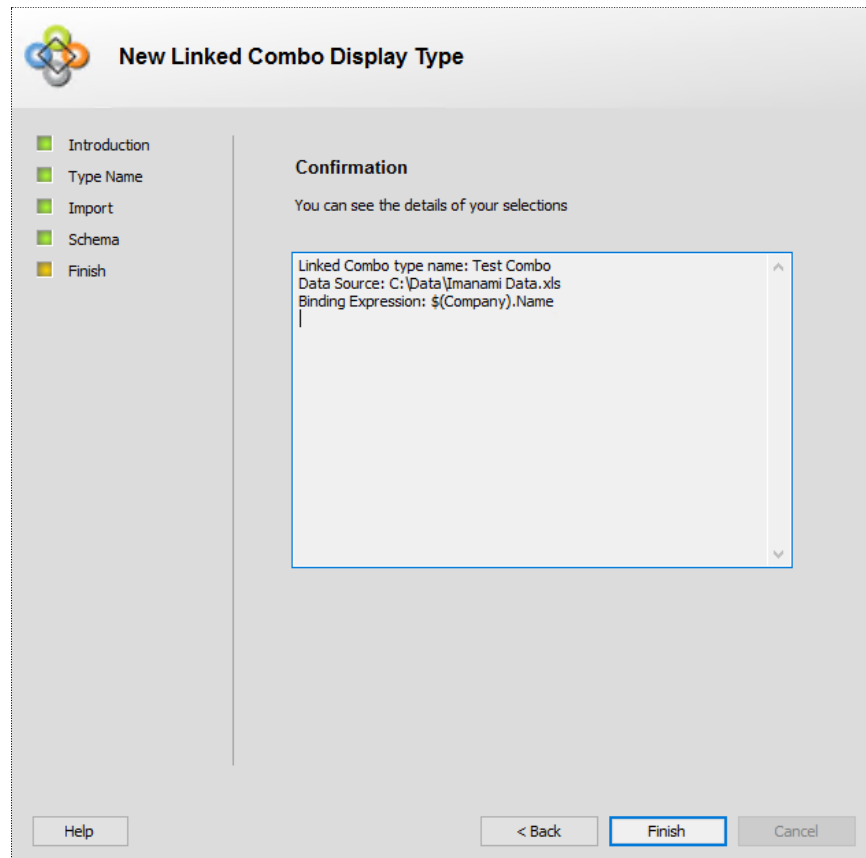 New Linked Combo Display Type
Introduction
Type Name
Import
Schema
Finish
Confirmation
You can see the details of your selections
Linked Combo type name: Test Combo
Data Source: C:\Data\Imanami Data.xls
Binding Expression: $(Company).Name
Help
< Back
Finish
Cancel